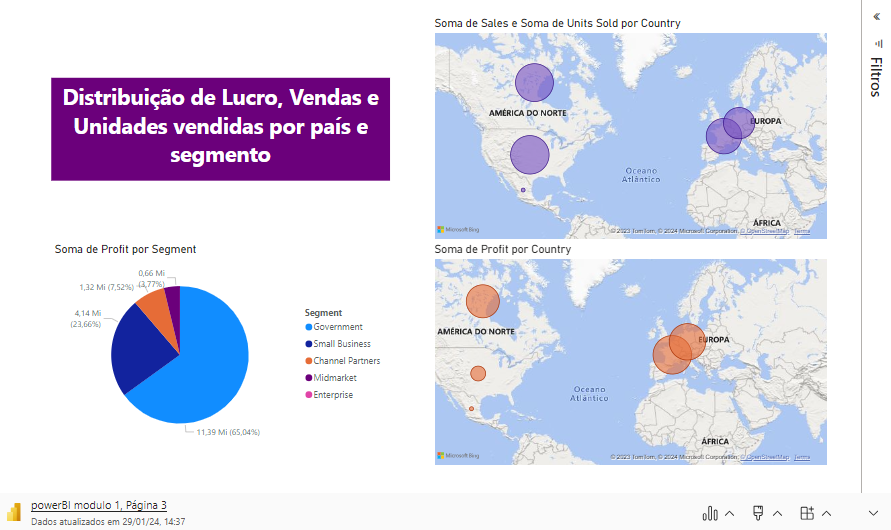 Soma de Sales e Soma de Units Sold por Country
Distribuição de Lucro, Vendas e
Unidades vendidas por país e
segmento
AMÉRICA DO NORTE
EUROPA
Oceano
Atlântico
ÁFRICA
Microsoft Bing
© 2023 TomTom, © 2024 Microsoft Corporation, © OpenStreetMap Terms
Soma de Profit por Segment
0,66 Mi
(3,77%)
1,32 Mi (7,52%)
4,14 Mi
(23,66%)
11,39 Mi (65,04%)
Segment
Government
Small Business
Channel Partners
Midmarket
Enterprise
Soma de Profit por Country
AMÉRICA DO NORTE
EUROPA
Oceano
Atlântico
ÁFRICA
Microsoft Bing
© 2023 TomTom, © 2024 Microsoft Corporation, © OpenStreetMap Terms
Filtros
powerBI modulo 1, Página 3
Dados atualizados em 29/01/24, 14:37